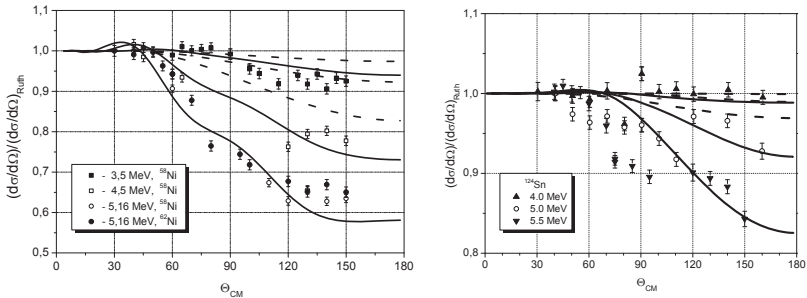 (dσ/dΩ)/(dσ/dΩ)Ruth
1,1
1,0
0,9
0,8
0,7
0,6
0,5
- 3,5 MeV, ⁵⁸Ni
- 4,5 MeV, ⁵⁸Ni
- 5,16 MeV, ⁵⁸Ni
- 5,16 MeV, ⁶²Ni
0 30 60 90 120 150 180
ΘCM
(dσ/dΩ)/(dσ/dΩ)Ruth
1,1
1,0
0,9
0,8
¹²⁴Sn
4.0 MeV
5.0 MeV
5.5 MeV
0 30 60 90 120 150 180
ΘCM